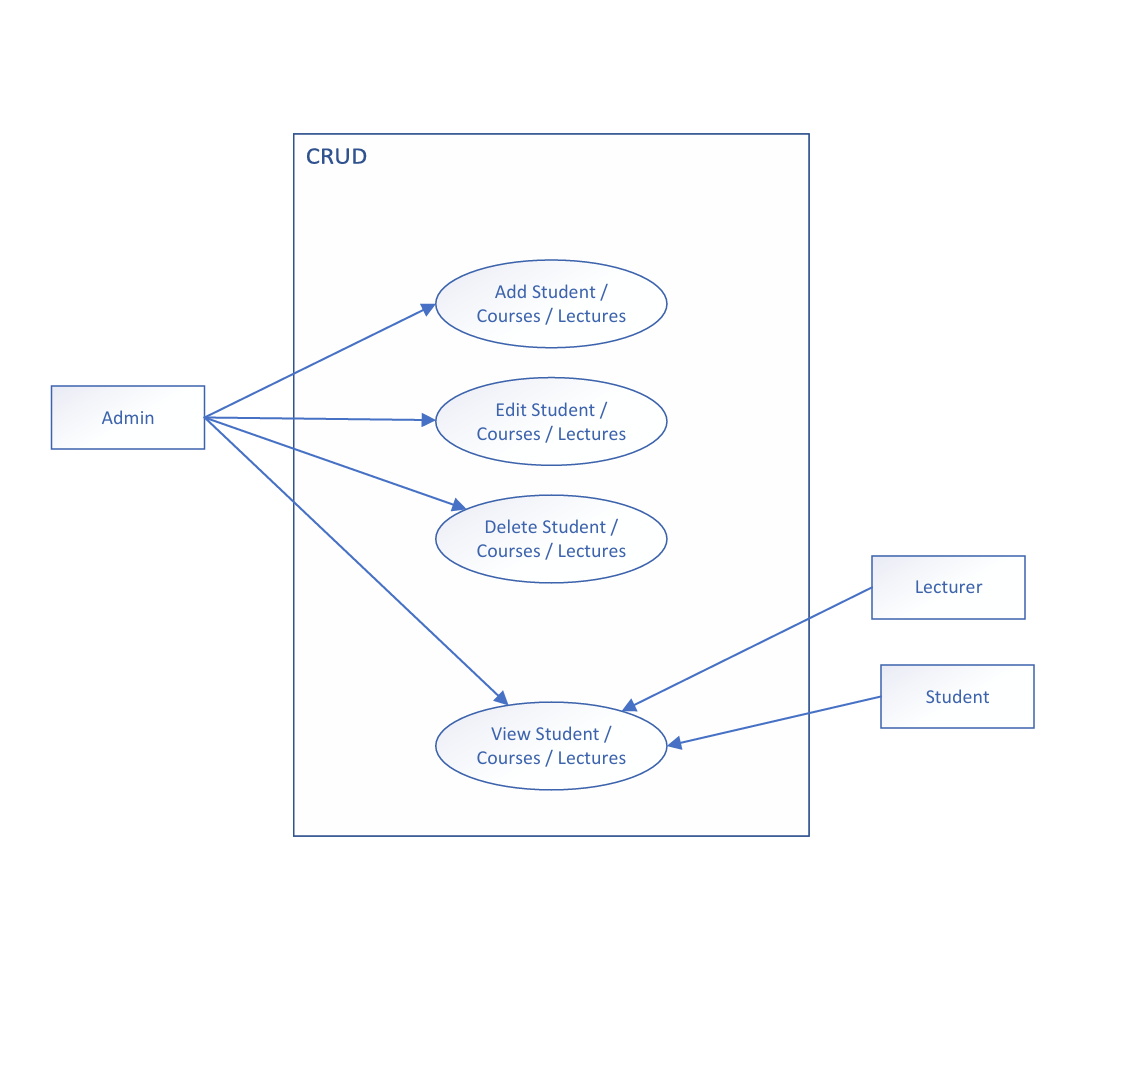 CRUD
Add Student /
Courses / Lectures
Admin
Edit Student /
Courses / Lectures
Delete Student /
Courses / Lectures
Lecturer
Student
View Student /
Courses / Lectures